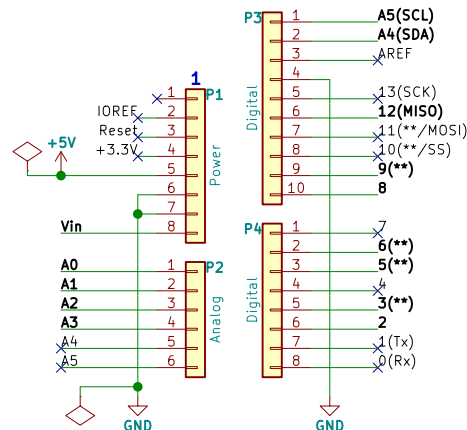 P3
1 A5(SCL)
2 A4(SDA)
3 AREF
4
5 13(SCK)
6 12(MISO)
7 11(**/MOSI)
8 10(**/SS)
9 9(**)
10 8
Digital
1
P1
1
IOREF 2
Reset 3
+3.3V 4
+5V 5
6
7
Vin 8
Power
P2
A0 1
A1 2
A2 3
A3 4
A4 5
A5 6
Analog
GND
P4
1 7
2 6(**)
3 5(**)
4 4
5 3(**)
6 2
7 1(Tx)
8 0(Rx)
Digital
GND